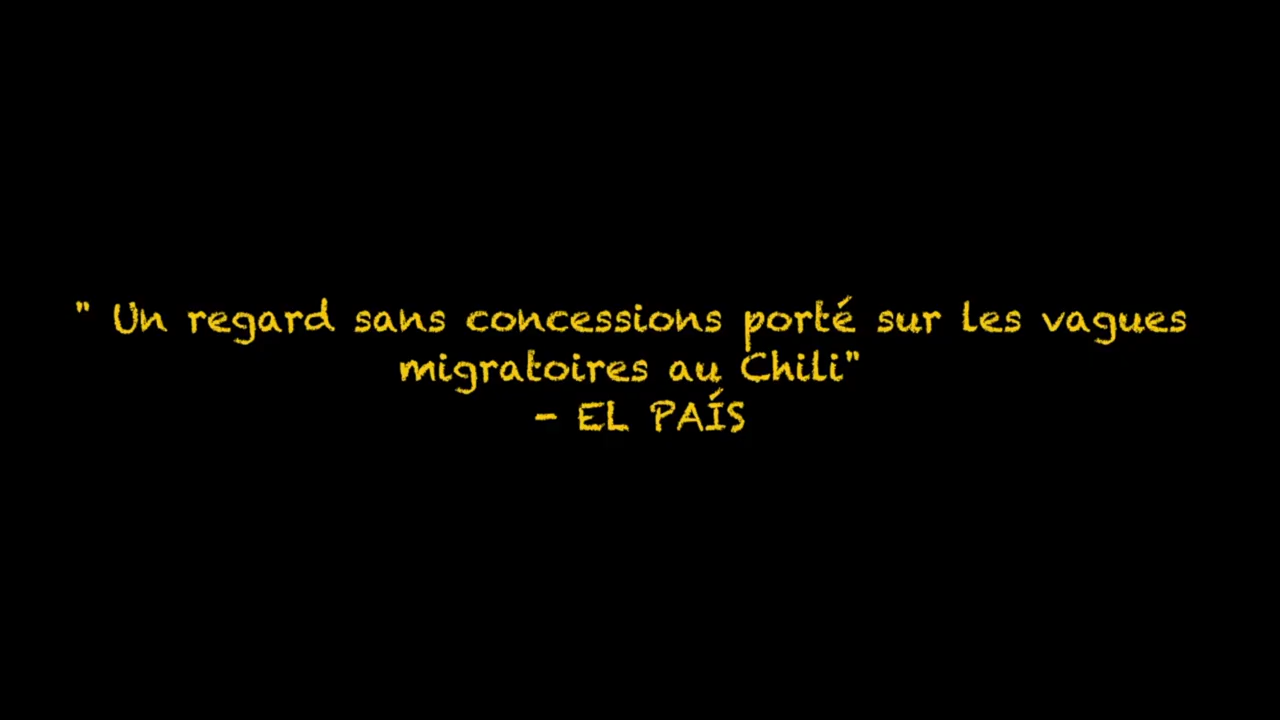 " Un regard sans concessions porté sur les vagues
migratoires au Chili"
- EL PAÍS